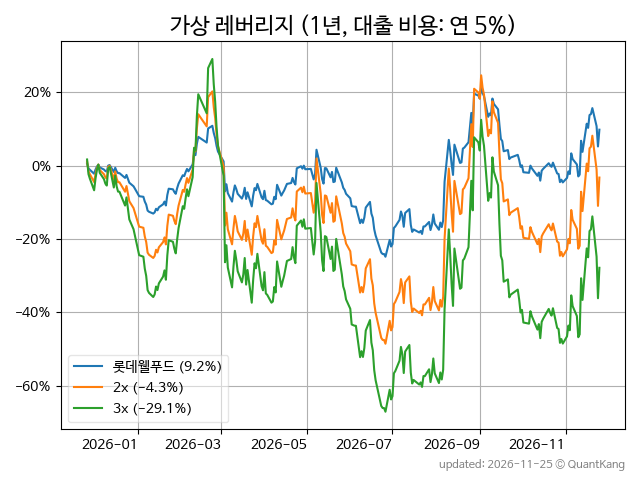 가상 레버리지 (1년, 대출 비용: 연 5%)
20%
0%
−20%
−40%
−60%
롯데웰푸드 (9.2%)
2x (−4.3%)
3x (−29.1%)
2026-01
2026-03
2026-05
2026-07
2026-09
2026-11
updated: 2026-11-25 © QuantKang